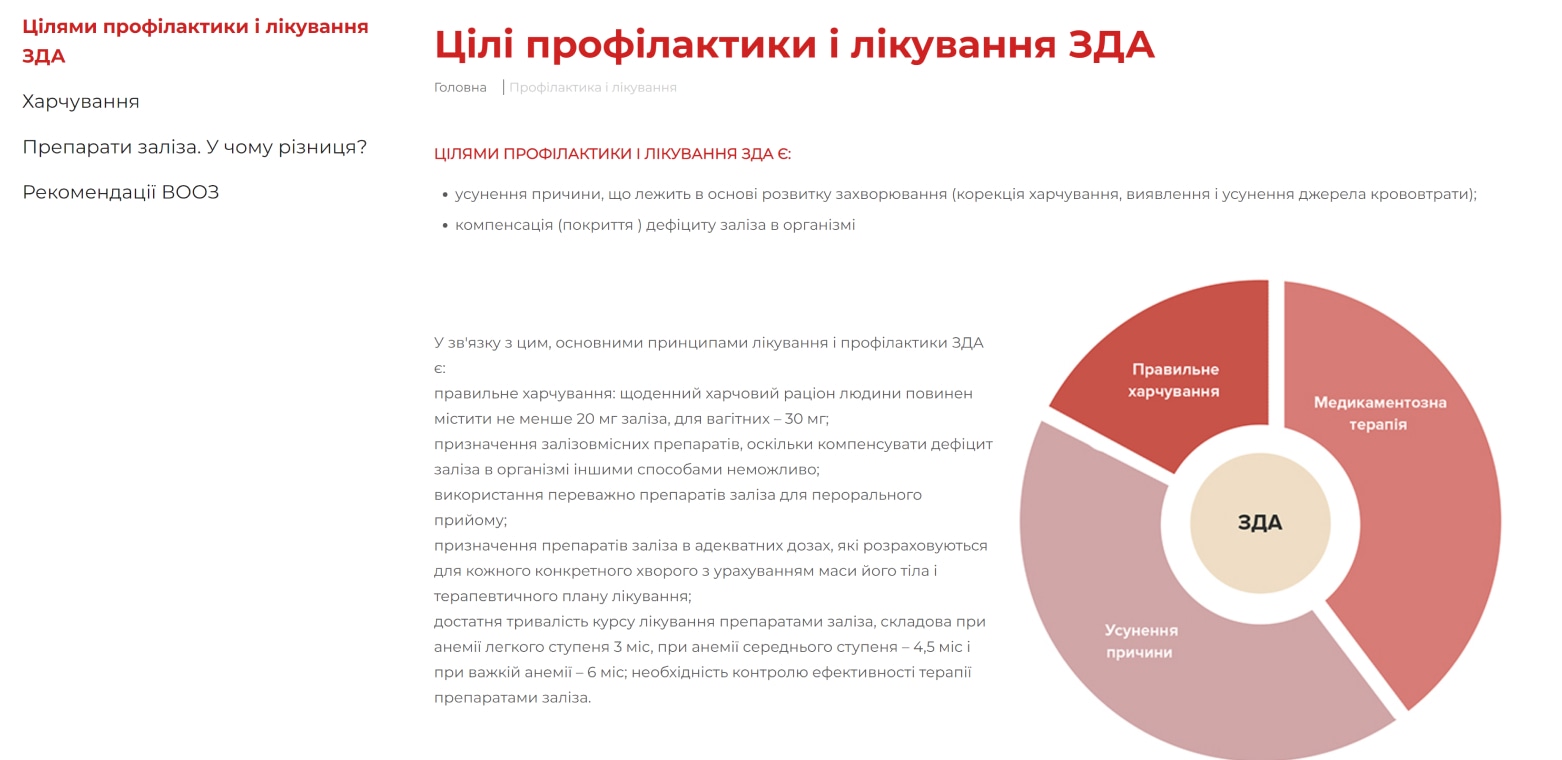 Цілями профілактики і лікування
ЗДА
Харчування
Препарати заліза. У чому різниця?
Рекомендації ВООЗ
Цілі профілактики і лікування ЗДА
Головна | Профілактика і лікування
ЦІЛЯМИ ПРОФІЛАКТИКИ І ЛІКУВАННЯ ЗДА Є:
• усунення причини, що лежить в основі розвитку захворювання (корекція харчування, виявлення і усунення джерела крововтрати);
• компенсація (покриття ) дефіциту заліза в організмі
У зв'язку з цим, основними принципами лікування і профілактики ЗДА
є:
правильне харчування: щоденний харчовий раціон людини повинен
містити не менше 20 мг заліза, для вагітних – 30 мг;
призначення залізовмісних препаратів, оскільки компенсувати дефіцит
заліза в організмі іншими способами неможливо;
використання переважно препаратів заліза для перорального
прийому;
призначення препаратів заліза в адекватних дозах, які розраховуються
для кожного конкретного хворого з урахуванням маси його тіла і
терапевтичного плану лікування;
достатня тривалість курсу лікування препаратами заліза, складова при
анемії легкого ступеня 3 міс, при анемії середнього ступеня – 4,5 міс і
при важкій анемії – 6 міс; необхідність контролю ефективності терапії
препаратами заліза.
Правильне
харчування
Медикаментозна
терапія
ЗДА
Усунення
причини